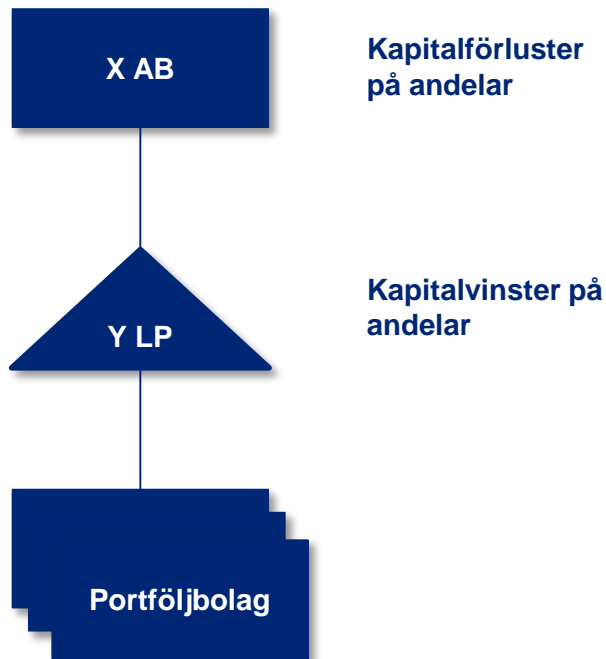 X AB
Kapitalförluster
på andelar
Y LP
Kapitalvinster på
andelar
Portföljbolag